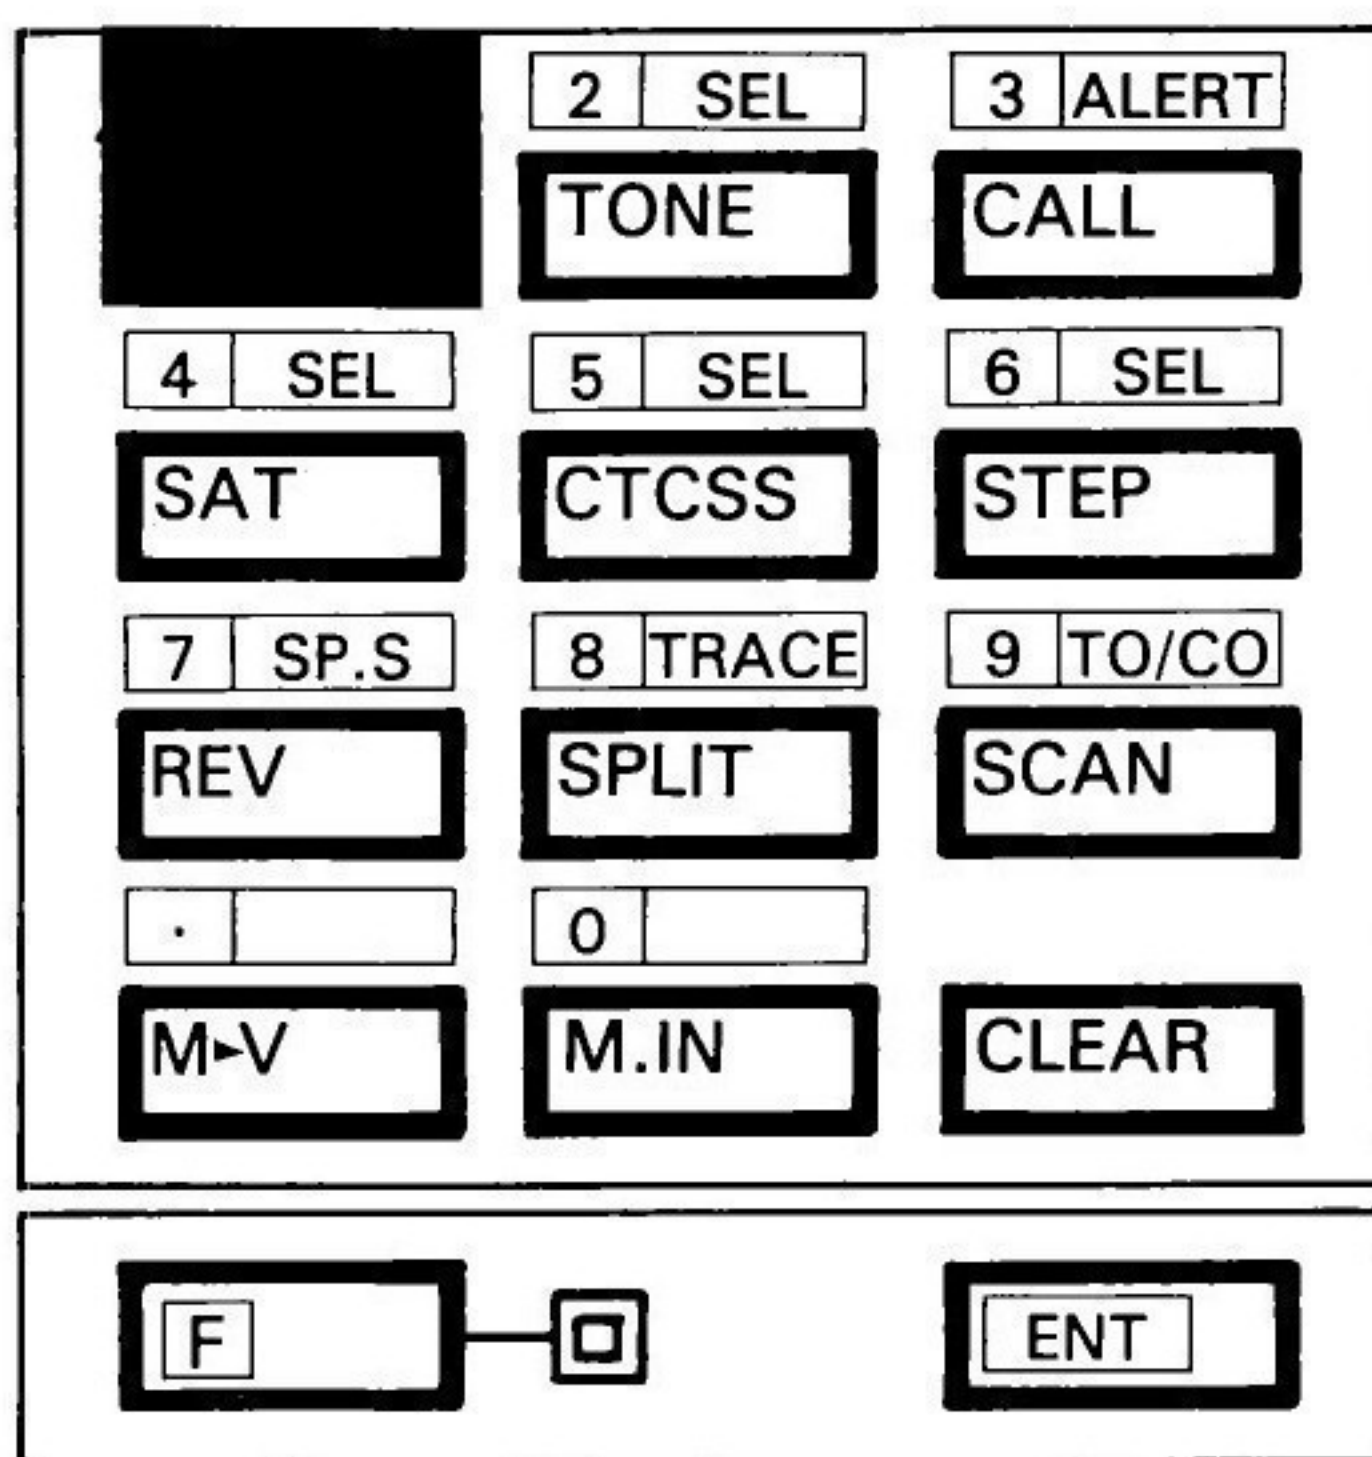 2 SEL 3 ALERT
TONE CALL
4 SEL 5 SEL 6 SEL
SAT CTCSS STEP
7 SP.S 8 TRACE 9 TO/CO
REV SPLIT SCAN
· 0
M►V M.IN CLEAR
F ENT